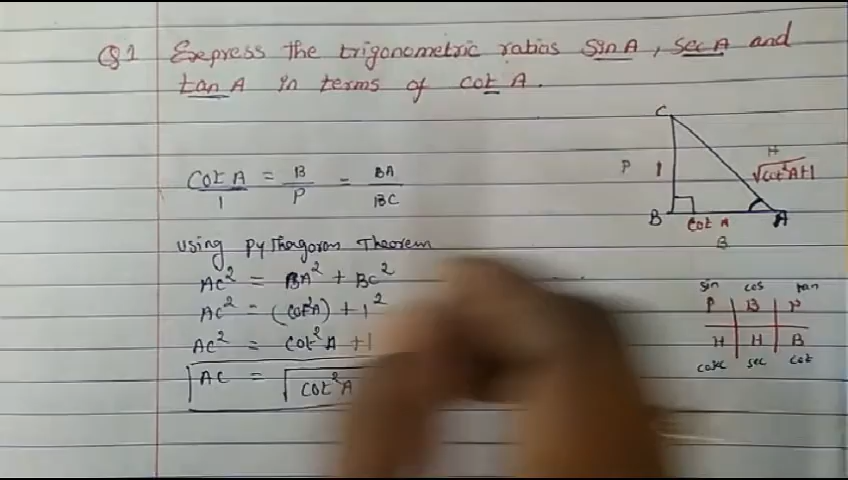 Q1 Express the trigonometric ratios sin A, sec A and
tan A in terms of cot A.
Cot A / 1 = B / P = BA / BC
using Pythagoras Theorem
AC² = BA² + BC²
AC² = (cot²A) + 1²
AC² = cot²A + 1
AC = √cot²A
C
H
P 1 √cot²A+1
B cot A A
B
sin cos tan
P B P
H H B
cosec sec cot